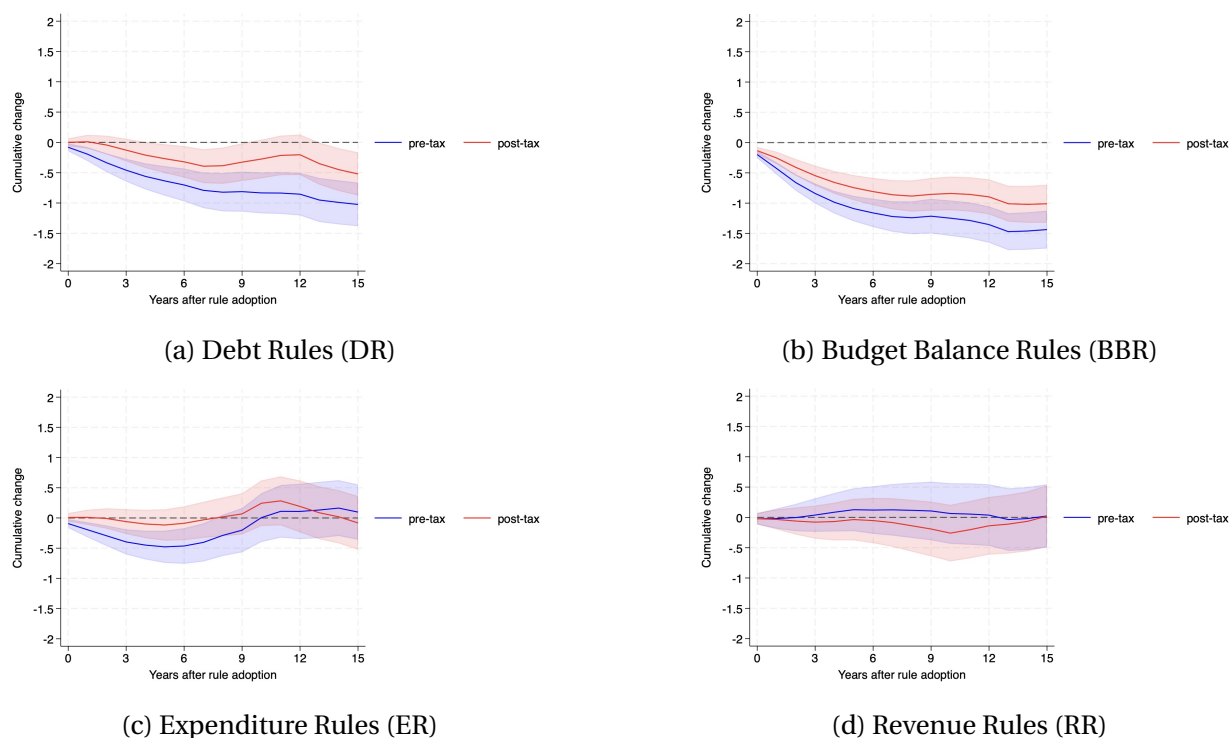 2
1.5
1
.5
0
-.5
-1
-1.5
-2
Cumulative change
0 3 6 9 12 15
Years after rule adoption
pre-tax post-tax
(a) Debt Rules (DR)
2
1.5
1
.5
0
-.5
-1
-1.5
-2
Cumulative change
0 3 6 9 12 15
Years after rule adoption
pre-tax post-tax
(b) Budget Balance Rules (BBR)
2
1.5
1
.5
0
-.5
-1
-1.5
-2
Cumulative change
0 3 6 9 12 15
Years after rule adoption
pre-tax post-tax
(c) Expenditure Rules (ER)
2
1.5
1
.5
0
-.5
-1
-1.5
-2
Cumulative change
0 3 6 9 12 15
Years after rule adoption
pre-tax post-tax
(d) Revenue Rules (RR)